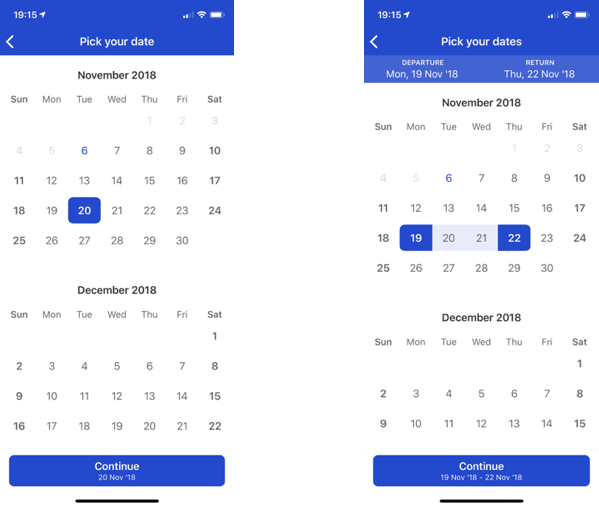 19:15
Pick your date
November 2018
Sun Mon Tue Wed Thu Fri Sat
1 2 3
4 5 6 7 8 9 10
11 12 13 14 15 16 17
18 19 20 21 22 23 24
25 26 27 28 29 30
December 2018
Sun Mon Tue Wed Thu Fri Sat
1
2 3 4 5 6 7 8
9 10 11 12 13 14 15
16 17 18 19 20 21 22
Continue
20 Nov '18
19:15
Pick your dates
DEPARTURE RETURN
Mon, 19 Nov '18 Thu, 22 Nov '18
November 2018
Sun Mon Tue Wed Thu Fri Sat
1 2 3
4 5 6 7 8 9 10
11 12 13 14 15 16 17
18 19 20 21 22 23 24
25 26 27 28 29 30
December 2018
Sun Mon Tue Wed Thu Fri Sat
1
2 3 4 5 6 7 8
9 10 11 12 13 14 15
Continue
19 Nov '18 - 22 Nov '18